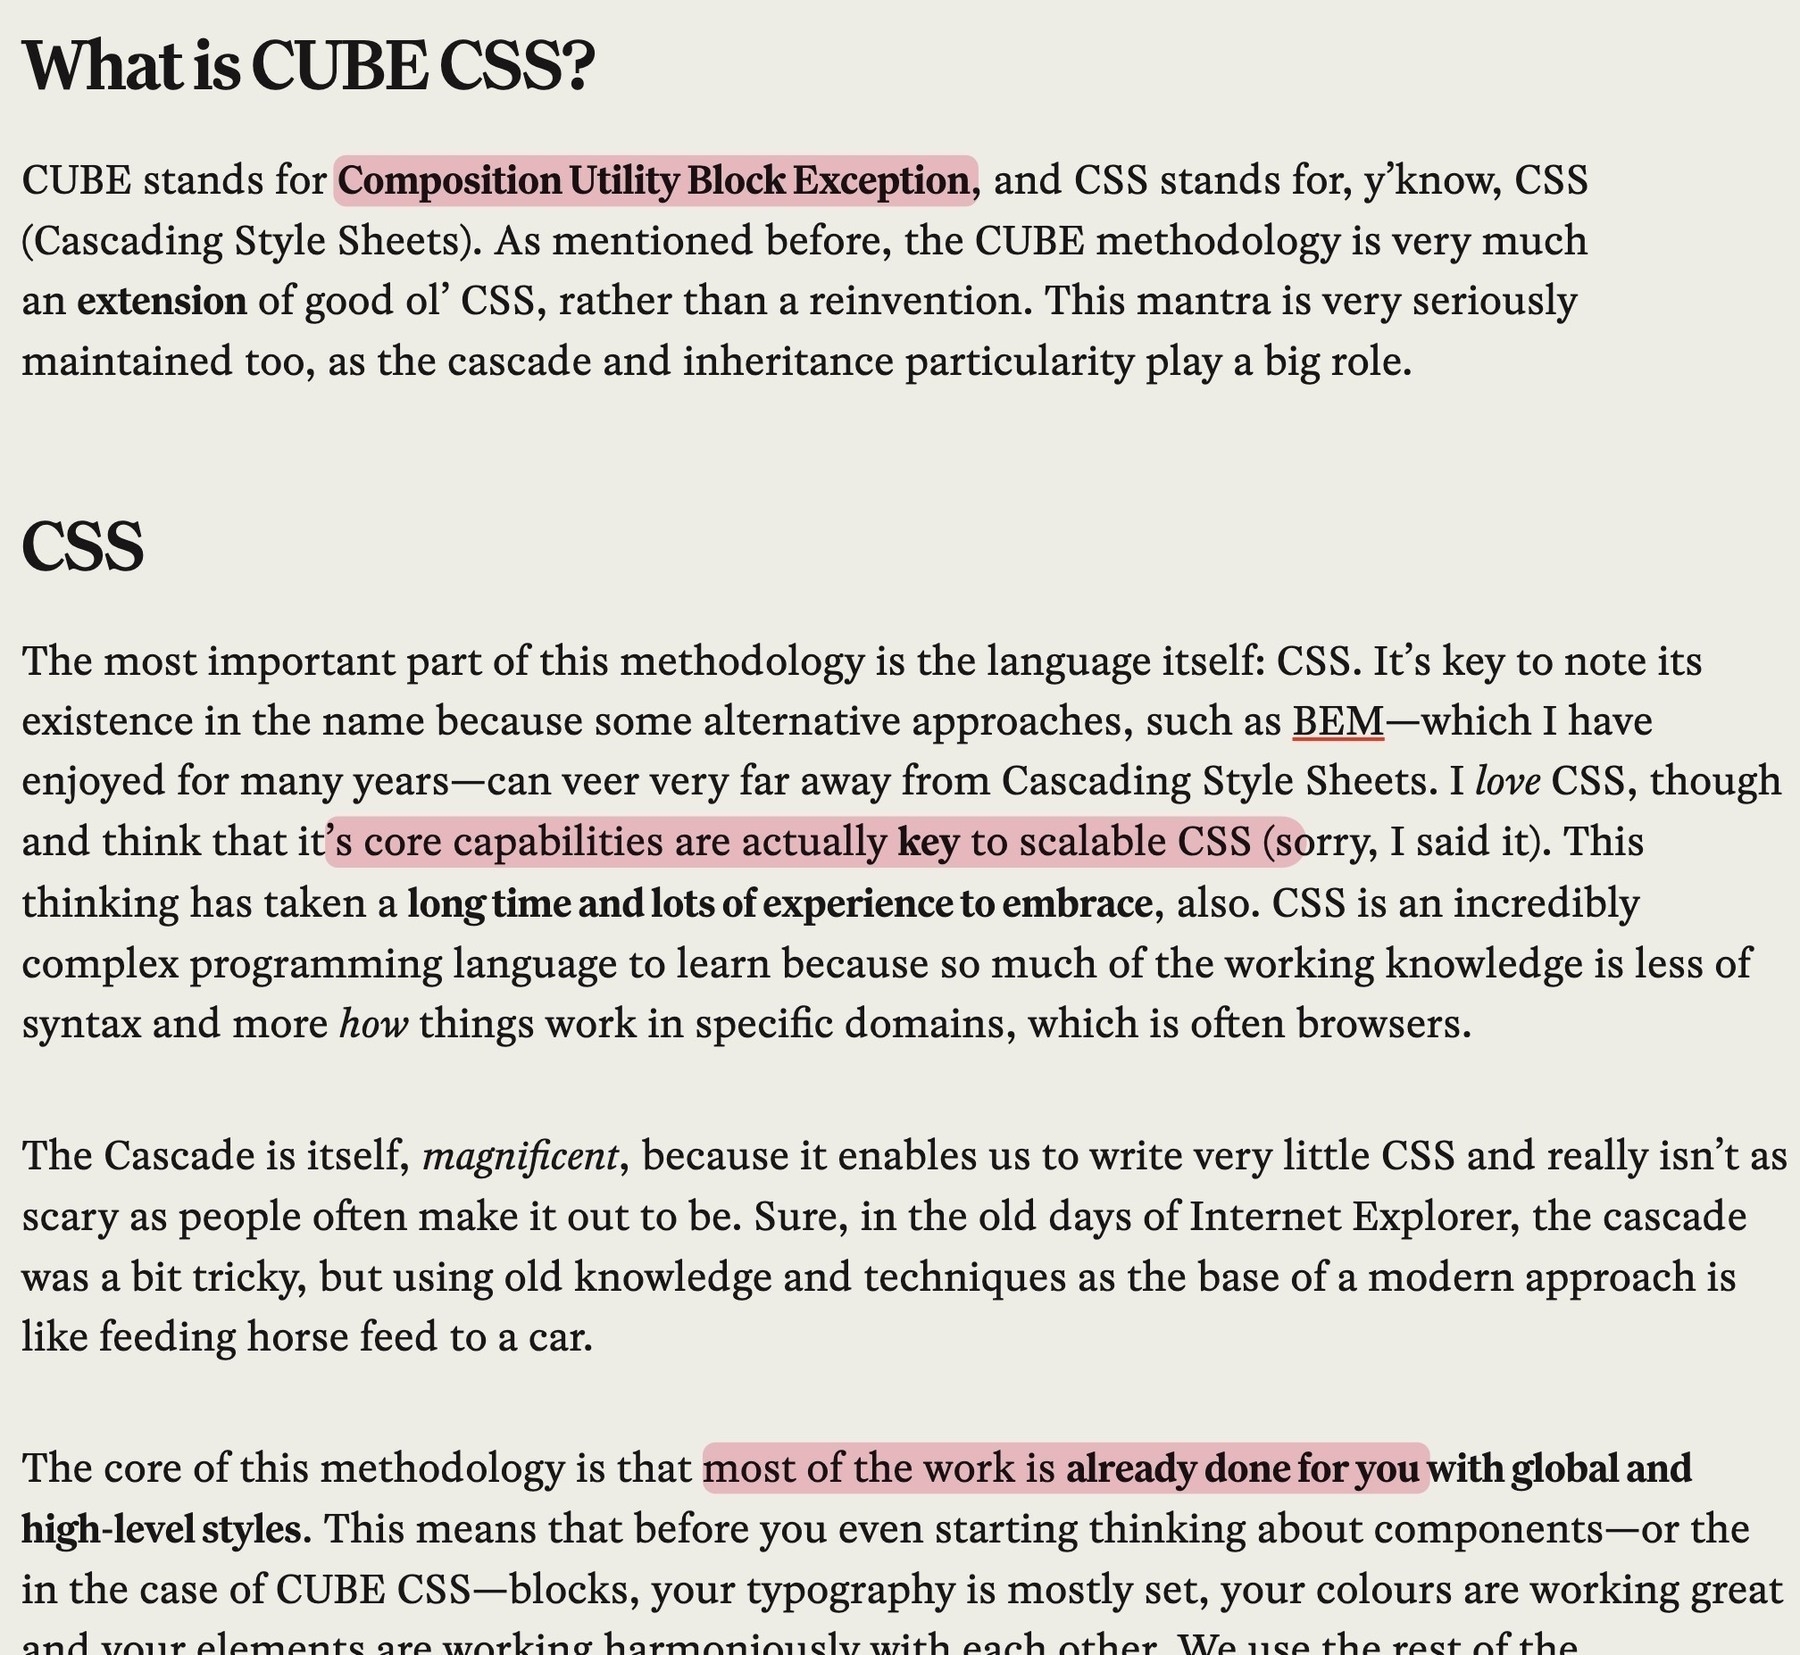 What is CUBE CSS?
CUBE stands for Composition Utility Block Exception, and CSS stands for, y’know, CSS
(Cascading Style Sheets). As mentioned before, the CUBE methodology is very much
an extension of good ol’ CSS, rather than a reinvention. This mantra is very seriously
maintained too, as the cascade and inheritance particularity play a big role.
CSS
The most important part of this methodology is the language itself: CSS. It’s key to note its
existence in the name because some alternative approaches, such as BEM—which I have
enjoyed for many years—can veer very far away from Cascading Style Sheets. I love CSS, though
and think that it’s core capabilities are actually key to scalable CSS (sorry, I said it). This
thinking has taken a long time and lots of experience to embrace, also. CSS is an incredibly
complex programming language to learn because so much of the working knowledge is less of
syntax and more how things work in specific domains, which is often browsers.
The Cascade is itself, magnificent, because it enables us to write very little CSS and really isn’t as
scary as people often make it out to be. Sure, in the old days of Internet Explorer, the cascade
was a bit tricky, but using old knowledge and techniques as the base of a modern approach is
like feeding horse feed to a car.
The core of this methodology is that most of the work is already done for you with global and
high-level styles. This means that before you even starting thinking about components—or the
in the case of CUBE CSS—blocks, your typography is mostly set, your colours are working great
and your elements are working harmoniously with each other. We use the rest of the